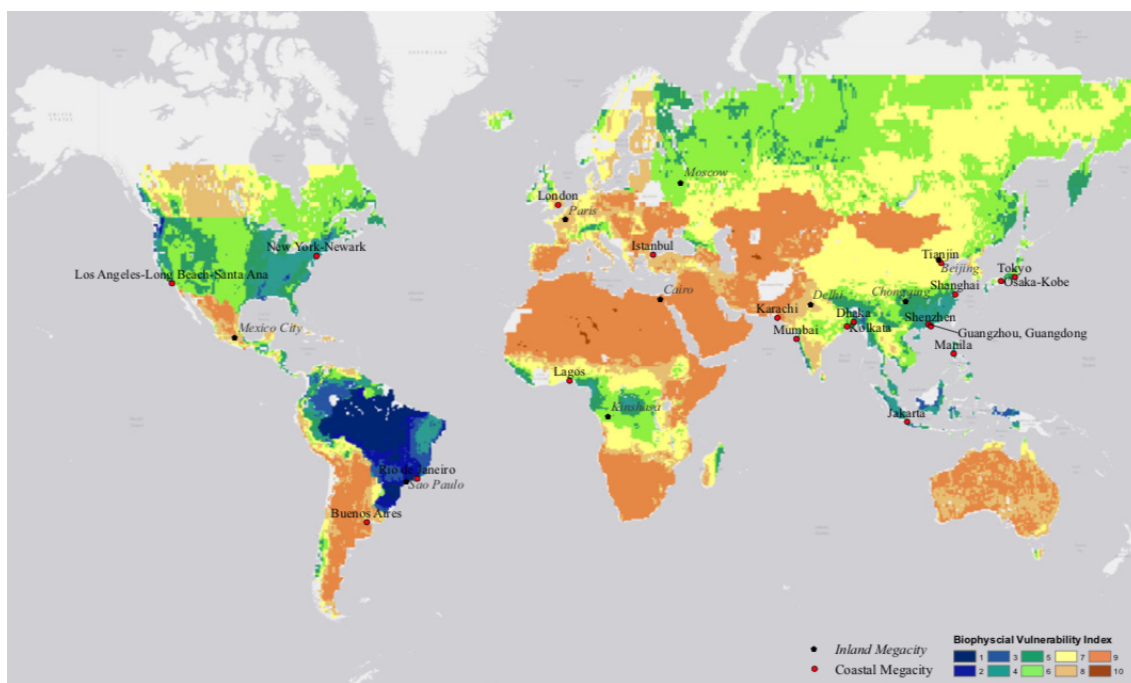 GREENLAND
Moscow
London
Paris
New York-Newark
Istanbul
Los Angeles-Long Beach-Santa Ana
Tianjin
Beijing
Tokyo
Osaka-Kobe
Shanghai
Cairo
Delhi
Chongqing
Karachi
Dhaka
Shenzhen
Mumbai
Kolkata
Guangzhou, Guangdong
Mexico City
Manila
Lagos
Kinshasa
Jakarta
Rio de Janeiro
Sao Paulo
Buenos Aires
Inland Megacity
Coastal Megacity
Biophyscial Vulnerability Index
1 3 5 7 9
2 4 6 8 10